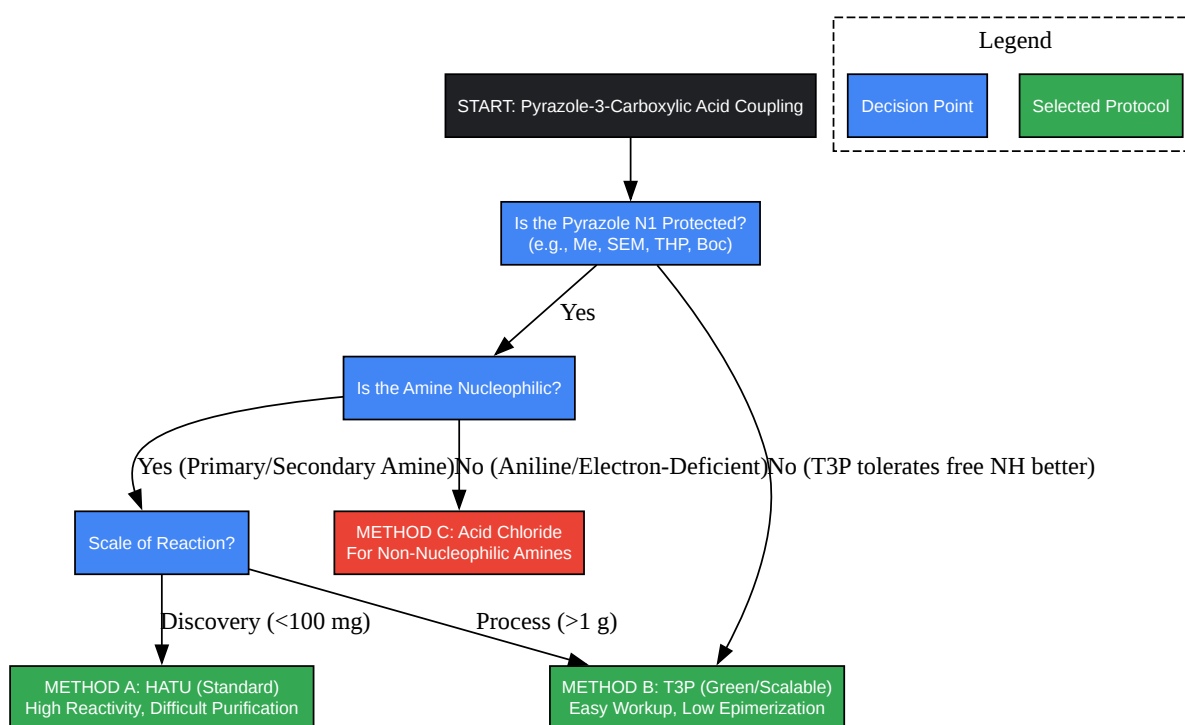 Legend
START: Pyrazole-3-Carboxylic Acid Coupling
Decision Point
Selected Protocol
Is the Pyrazole N1 Protected?
(e.g., Me, SEM, THP, Boc)
Yes
Is the Amine Nucleophilic?
Yes (Primary/Secondary Amine)
No (Aniline/Electron-Deficient)
No (T3P tolerates free NH better)
Scale of Reaction?
METHOD C: Acid Chloride
For Non-Nucleophilic Amines
Discovery (<100 mg)
Process (>1 g)
METHOD A: HATU (Standard)
High Reactivity, Difficult Purification
METHOD B: T3P (Green/Scalable)
Easy Workup, Low Epimerization